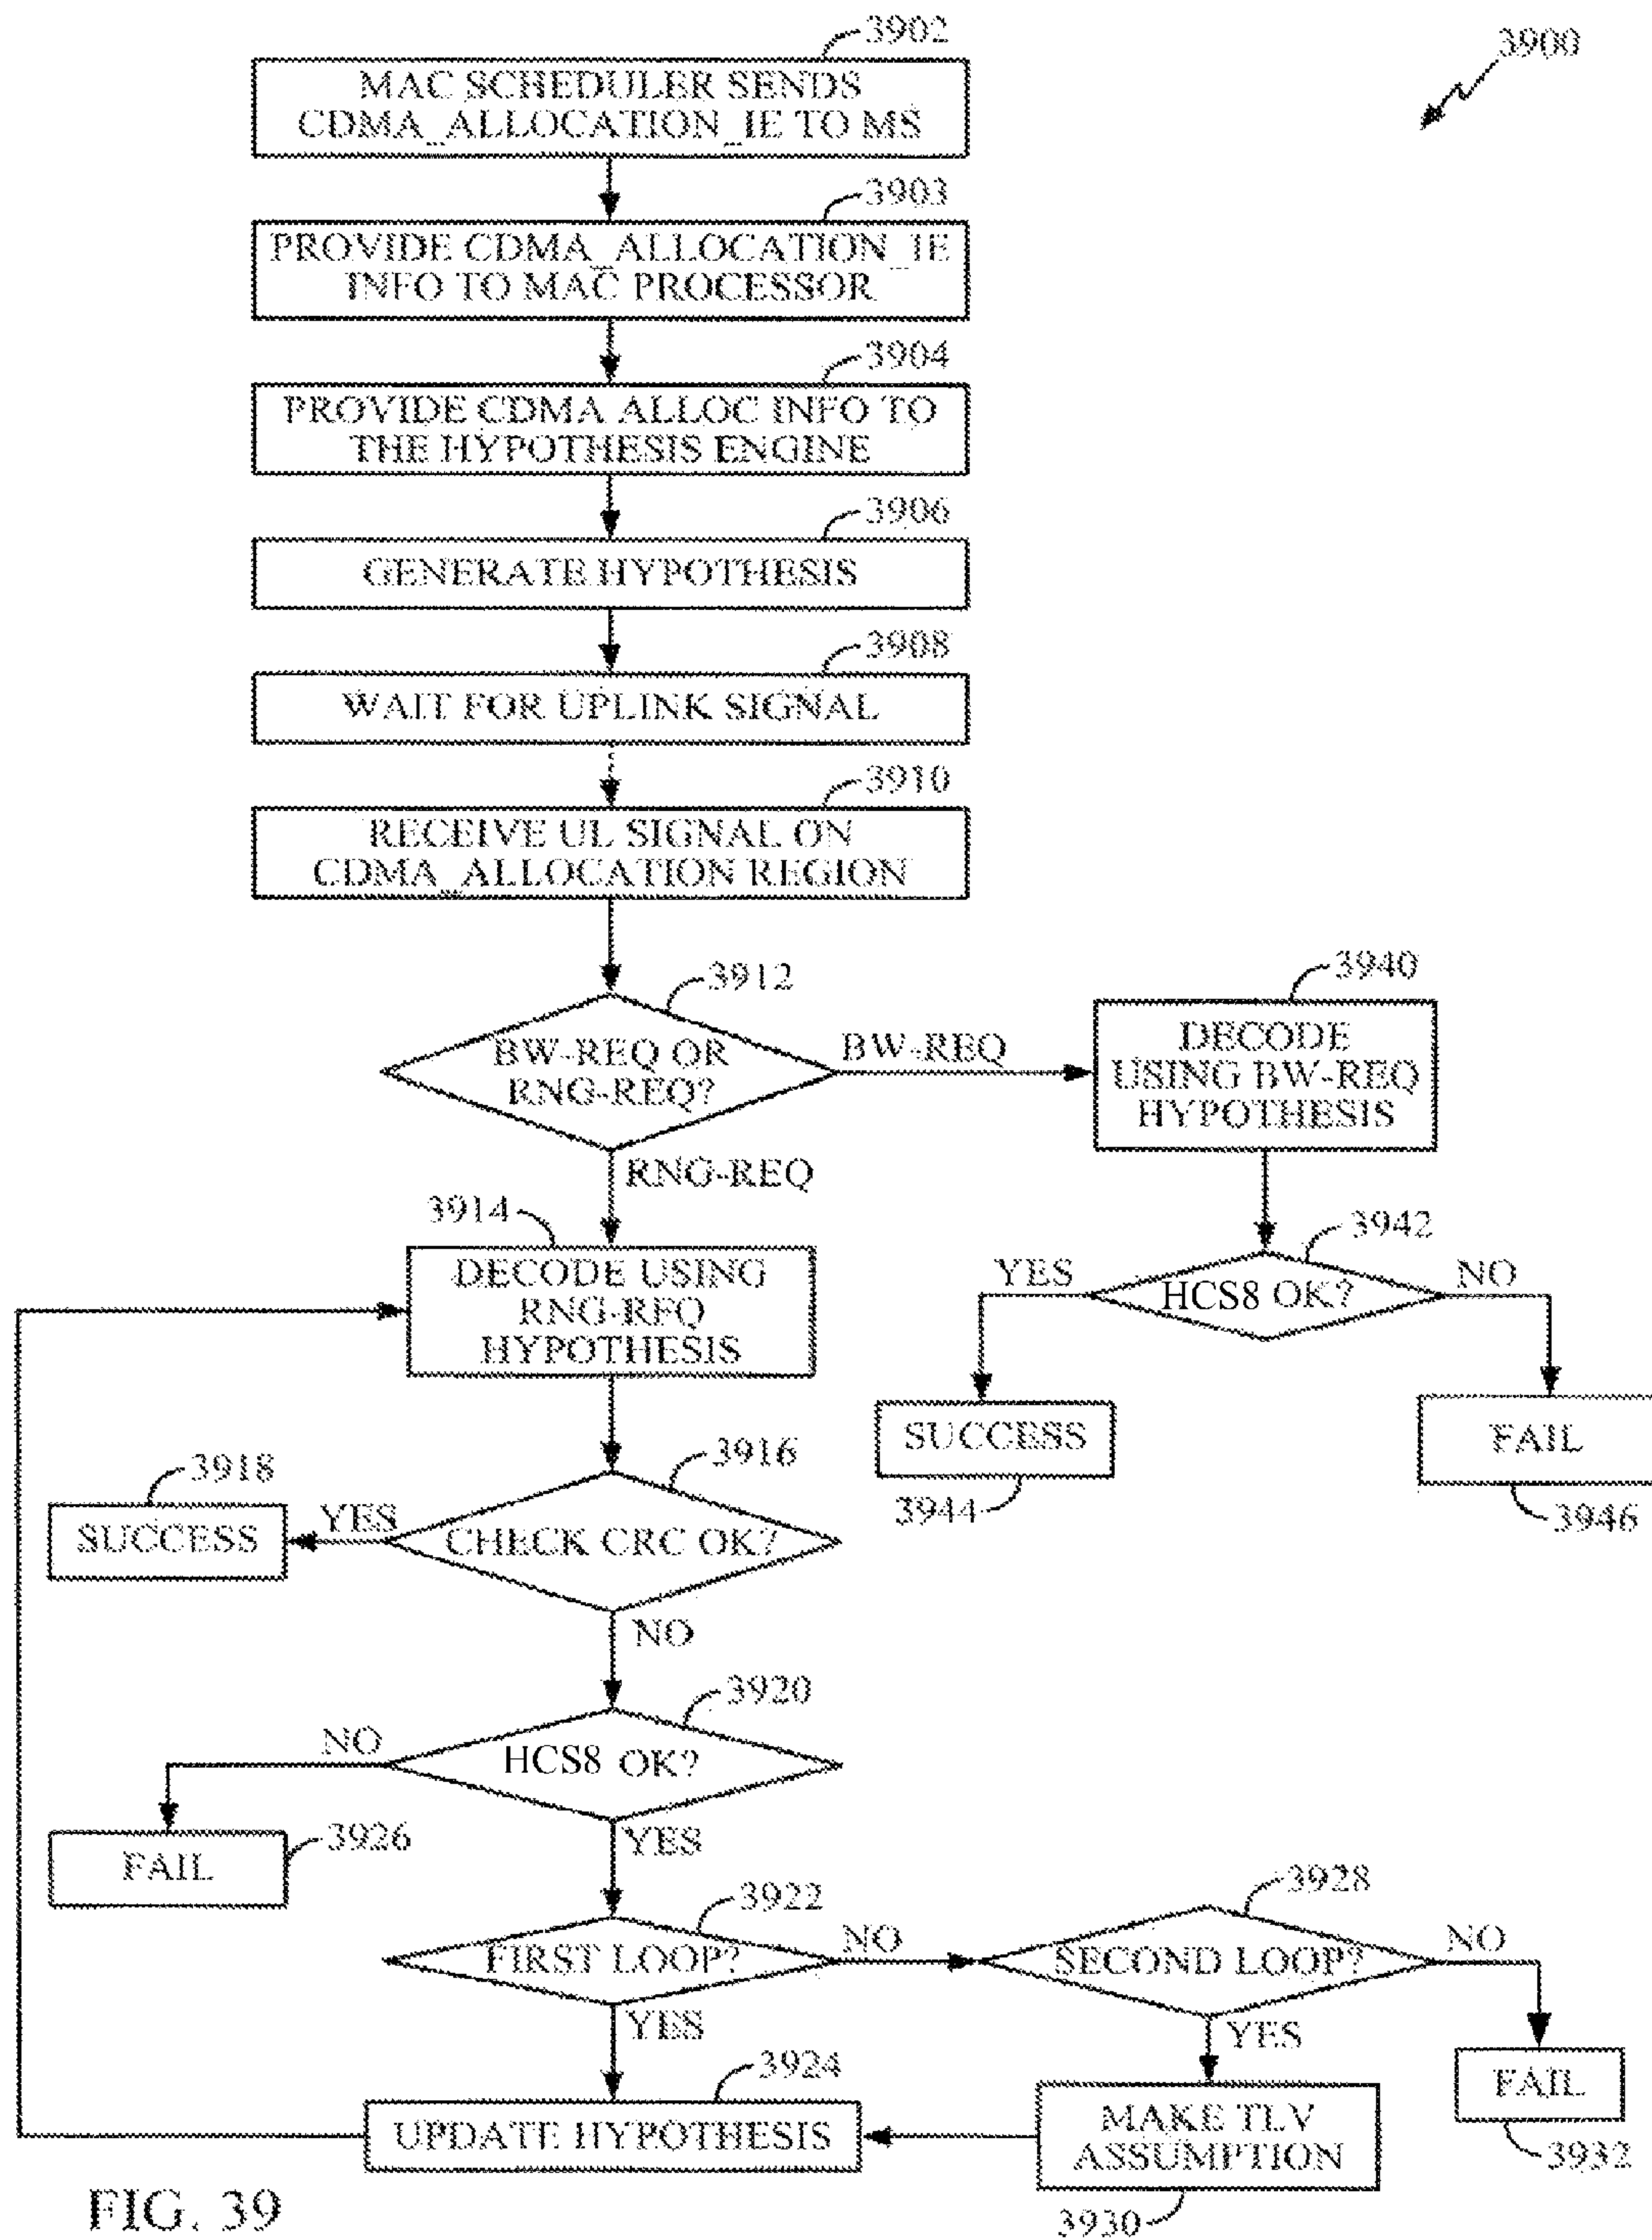 3902
3900
MAC SCHEDULER SENDS
CDMA_ALLOCATION_IE TO MS
3903
PROVIDE CDMA_ALLOCATION_IE
INFO TO MAC PROCESSOR
3904
PROVIDE CDMA ALLOC INFO TO
THE HYPOTHESIS ENGINE
3906
GENERATE HYPOTHESIS
3908
WAIT FOR UPLINK SIGNAL
3910
RECEIVE UL SIGNAL ON
CDMA_ALLOCATION REGION
3912
BW-REQ OR
RNG-REQ?
BW-REQ
3940
DECODE
USING BW-REQ
HYPOTHESIS
RNG-REQ
3914
DECODE USING
RNG-REQ
HYPOTHESIS
3942
YES
HCS8 OK?
NO
SUCCESS
3944
FAIL
3946
3916
3918
YES
SUCCESS
CHECK CRC OK?
NO
3920
NO
HCS8 OK?
3926
FAIL
YES
3922
FIRST LOOP?
NO
3928
SECOND LOOP?
NO
YES
YES
3924
UPDATE HYPOTHESIS
MAKE TLV
ASSUMPTION
3930
FAIL
3932
FIG. 39